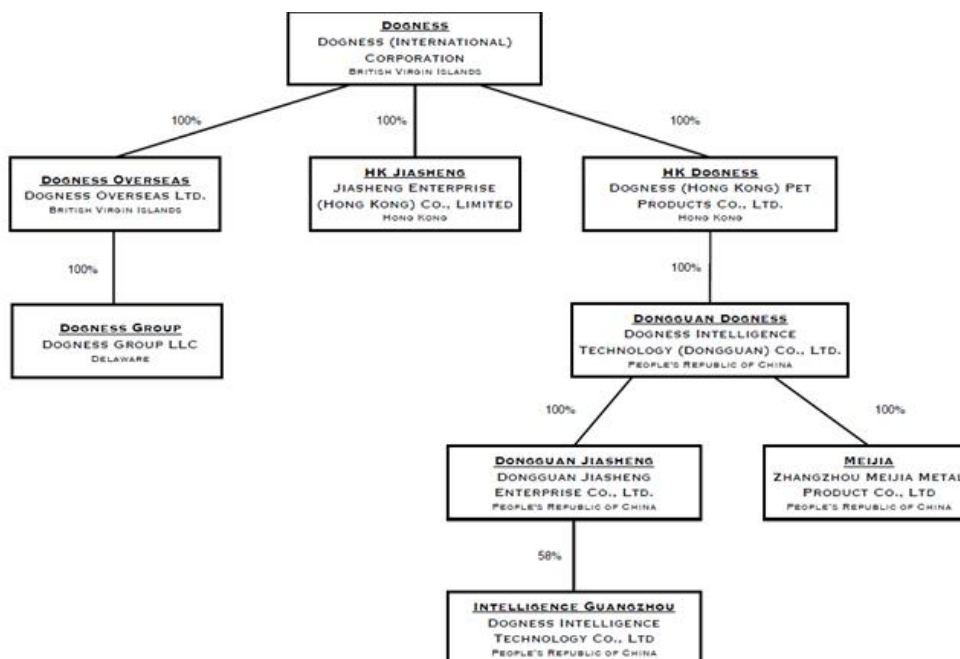 DOGNESS
DOGNESS (INTERNATIONAL)
CORPORATION
BRITISH VIRGIN ISLANDS
100%
100%
100%
DOGNESS OVERSEAS
DOGNESS OVERSEAS LTD.
BRITISH VIRGIN ISLANDS
HK JIASHENG
JIASHENG ENTERPRISE
(HONG KONG) CO., LIMITED
HONG KONG
HK DOGNESS
DOGNESS (HONG KONG) PET
PRODUCTS CO., LTD.
HONG KONG
100%
100%
DOGNESS GROUP
DOGNESS GROUP LLC
DELAWARE
DONGGUAN DOGNESS
DOGNESS INTELLIGENCE
TECHNOLOGY (DONGGUAN) CO., LTD.
PEOPLE'S REPUBLIC OF CHINA
100%
100%
DONGGUAN JIASHENG
DONGGUAN JIASHENG
ENTERPRISE CO., LTD.
PEOPLE'S REPUBLIC OF CHINA
MEIJIA
ZHANGZHOU MEIJIA METAL
PRODUCT CO., LTD
PEOPLE'S REPUBLIC OF CHINA
58%
INTELLIGENCE GUANGZHOU
DOGNESS INTELLIGENCE
TECHNOLOGY CO., LTD
PEOPLE'S REPUBLIC OF CHINA